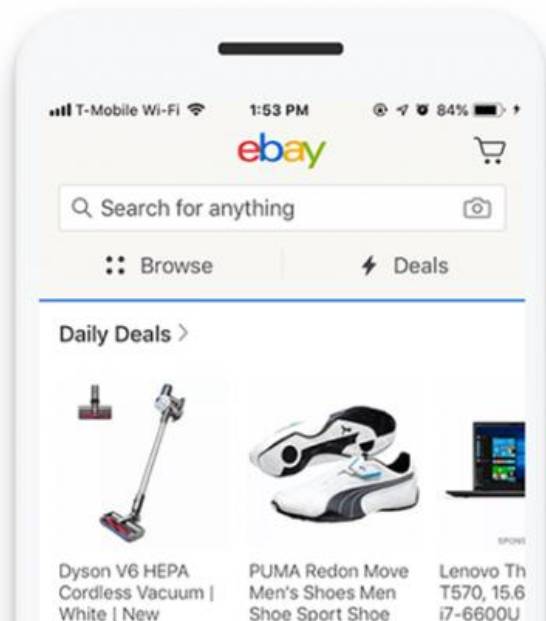 T-Mobile Wi-Fi 1:53 PM 84%
ebay
Search for anything
Browse Deals
Daily Deals >
Dyson V6 HEPA
Cordless Vacuum |
White | New
PUMA Redon Move
Men's Shoes Men
Shoe Sport Shoe
SPONS
Lenovo Th
T570, 15.6
i7-6600U